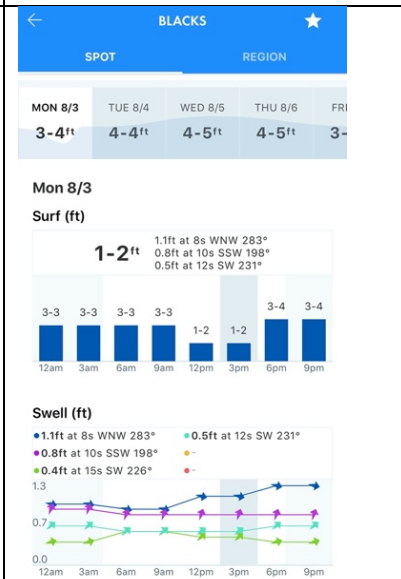 BLACKS
SPOT REGION
MON 8/3 TUE 8/4 WED 8/5 THU 8/6 FRI
3-4ft 4-4ft 4-5ft 4-5ft 3-
Mon 8/3
Surf (ft)
1-2ft
1.1ft at 8s WNW 283°
0.8ft at 10s SSW 198°
0.5ft at 12s SW 231°
3-3 3-3 3-3 3-3 1-2 1-2 3-4 3-4
12am 3am 6am 9am 12pm 3pm 6pm 9pm
Swell (ft)
1.1ft at 8s WNW 283° 0.5ft at 12s SW 231°
0.8ft at 10s SSW 198° -
0.4ft at 15s SW 226° -
1.3
0.7
0.0
12am 3am 6am 9am 12pm 3pm 6pm 9pm